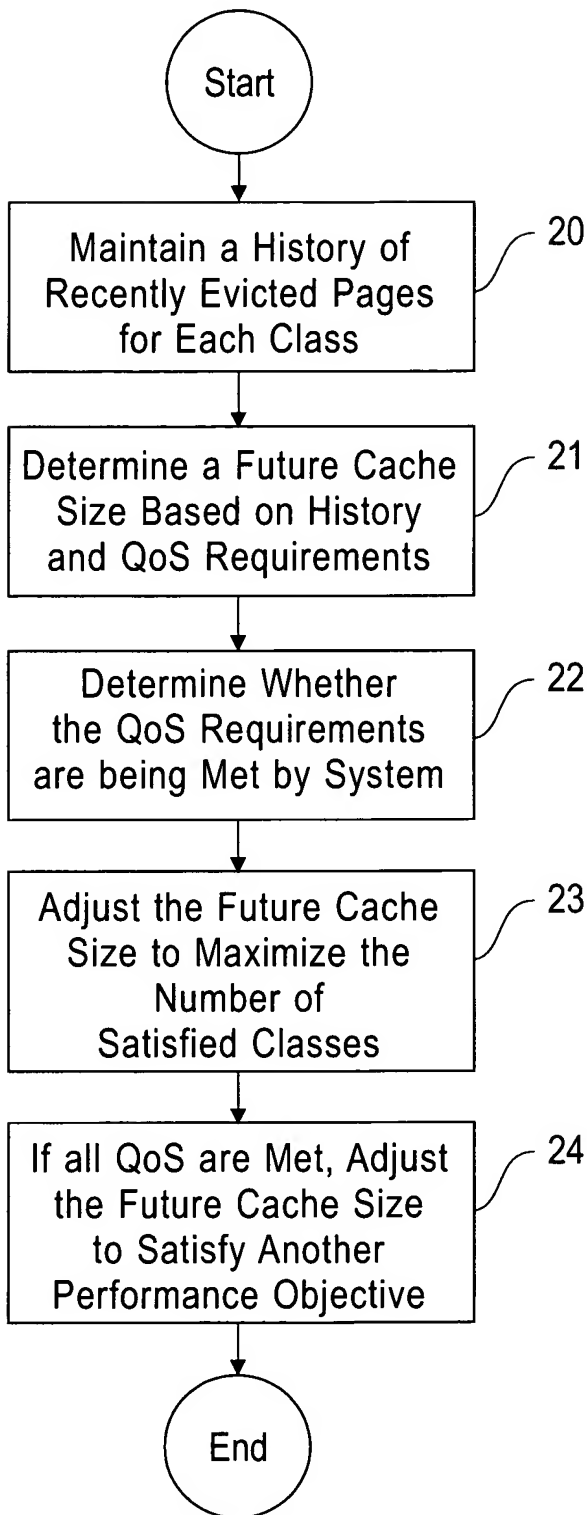 Start
Maintain a History of
Recently Evicted Pages
for Each Class
20
Determine a Future Cache
Size Based on History
and QoS Requirements
21
Determine Whether
the QoS Requirements
are being Met by System
22
Adjust the Future Cache
Size to Maximize the
Number of
Satisfied Classes
23
If all QoS are Met, Adjust
the Future Cache Size
to Satisfy Another
Performance Objective
24
End